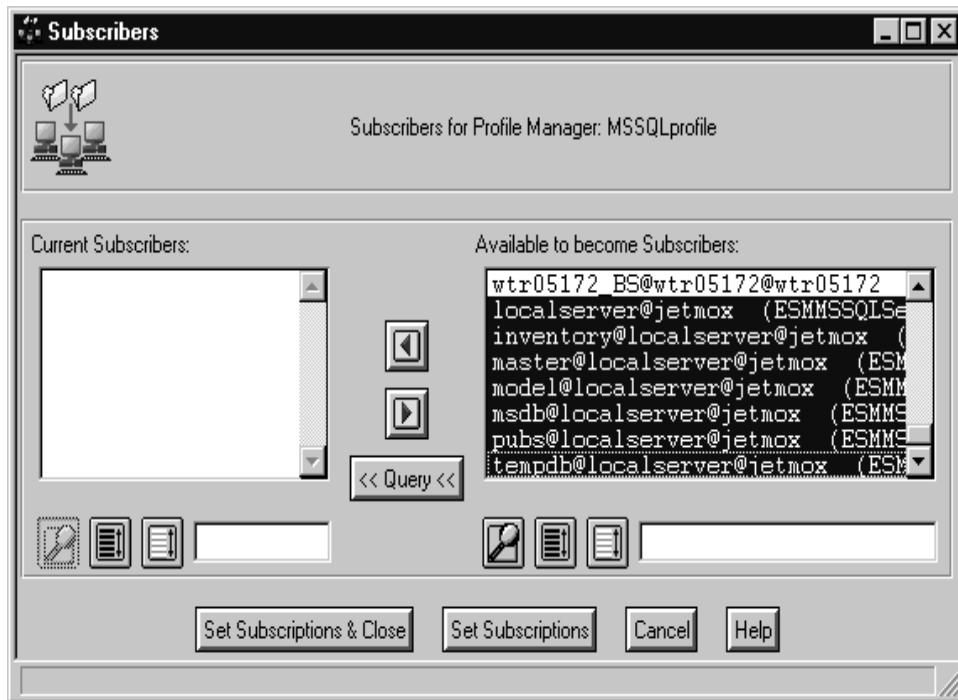 Subscribers
Subscribers for Profile Manager: MSSQLprofile
Current Subscribers:
Available to become Subscribers:
wtr05172_BS@wtr05172@wtr05172
localserver@jetmox (ESMMSSQLSe
inventory@localserver@jetmox (
master@localserver@jetmox (ESM
model@localserver@jetmox (ESMM
msdb@localserver@jetmox (ESMMS
pubs@localserver@jetmox (ESMMS
tempdb@localserver@jetmox (ESM
<< Query <<
Set Subscriptions & Close
Set Subscriptions
Cancel
Help